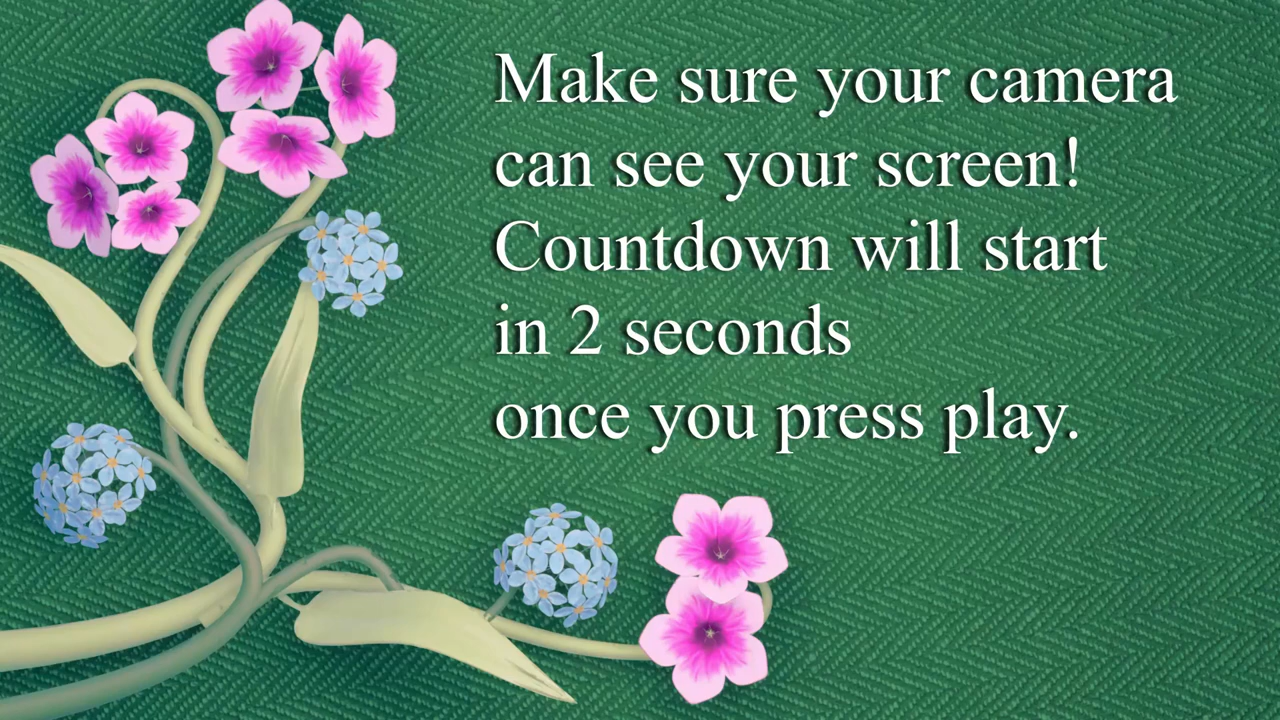 Make sure your camera
can see your screen!
Countdown will start
in 2 seconds
once you press play.